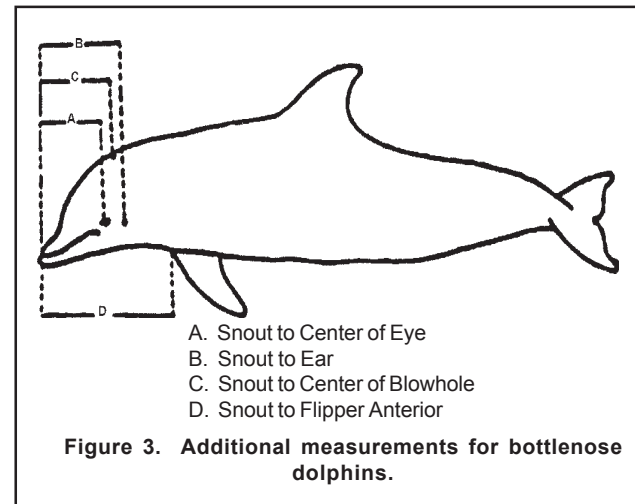 B
C
A
D
A. Snout to Center of Eye
B. Snout to Ear
C. Snout to Center of Blowhole
D. Snout to Flipper Anterior
Figure 3. Additional measurements for bottlenose
dolphins.